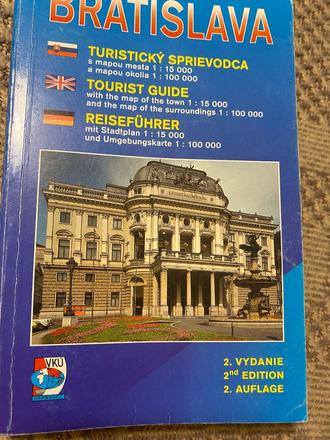 BRATISLAVA
TURISTICKÝ SPRIEVODCA
s mapou mesta 1 : 15 000
a mapou okolia 1 : 100 000
TOURIST GUIDE
with the map of the town 1 : 15 000
and the map of the surroundings 1 : 100 000
REISEFÜHRER
mit Stadtplan 1 : 15 000
und Umgebungskarte 1 : 100 000
VKÚ
HARMANEC
2. VYDANIE
2nd EDITION
2. AUFLAGE